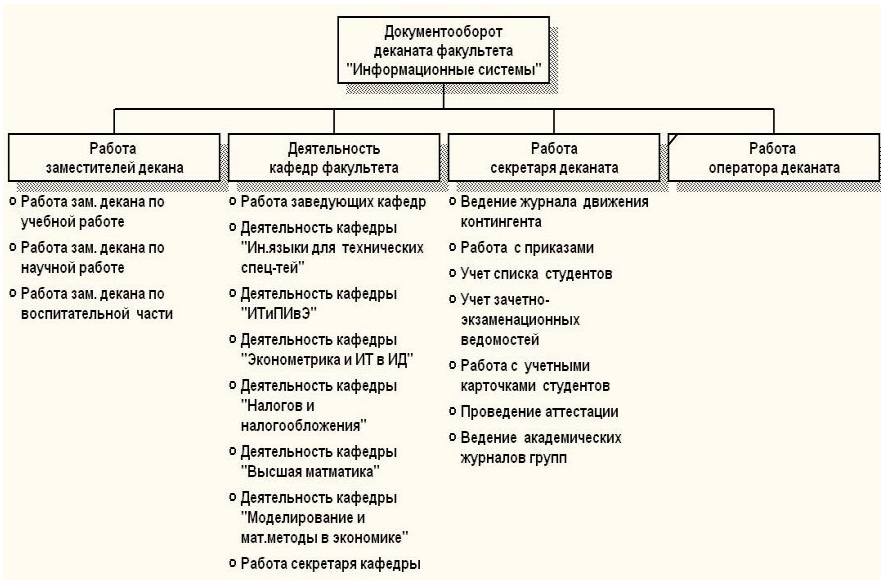 Документооборот
деканата факультета
"Информационные системы"
Работа
заместителей декана
Деятельность
кафедр факультета
Работа
секретаря деканата
Работа
оператора деканата
Работа зам. декана по
учебной работе
Работа зам. декана по
научной работе
Работа зам. декана по
воспитательной части
Работа заведующих кафедр
Деятельность кафедры
"Ин.языки для технических
спец-тей"
Деятельность кафедры
"ИТиПИвЭ"
Деятельность кафедры
"Эконометрика и ИТ в ИД"
Деятельность кафедры
"Налогов и
налогообложения"
Деятельность кафедры
"Высшая матматика"
Деятельность кафедры
"Моделирование и
мат.методы в экономике"
Работа секретаря кафедры
Ведение журнала движения
контингента
Работа с приказами
Учет списка студентов
Учет зачетно-
экзаменационных
ведомостей
Работа с учетными
карточками студентов
Проведение аттестации
Ведение академических
журналов групп